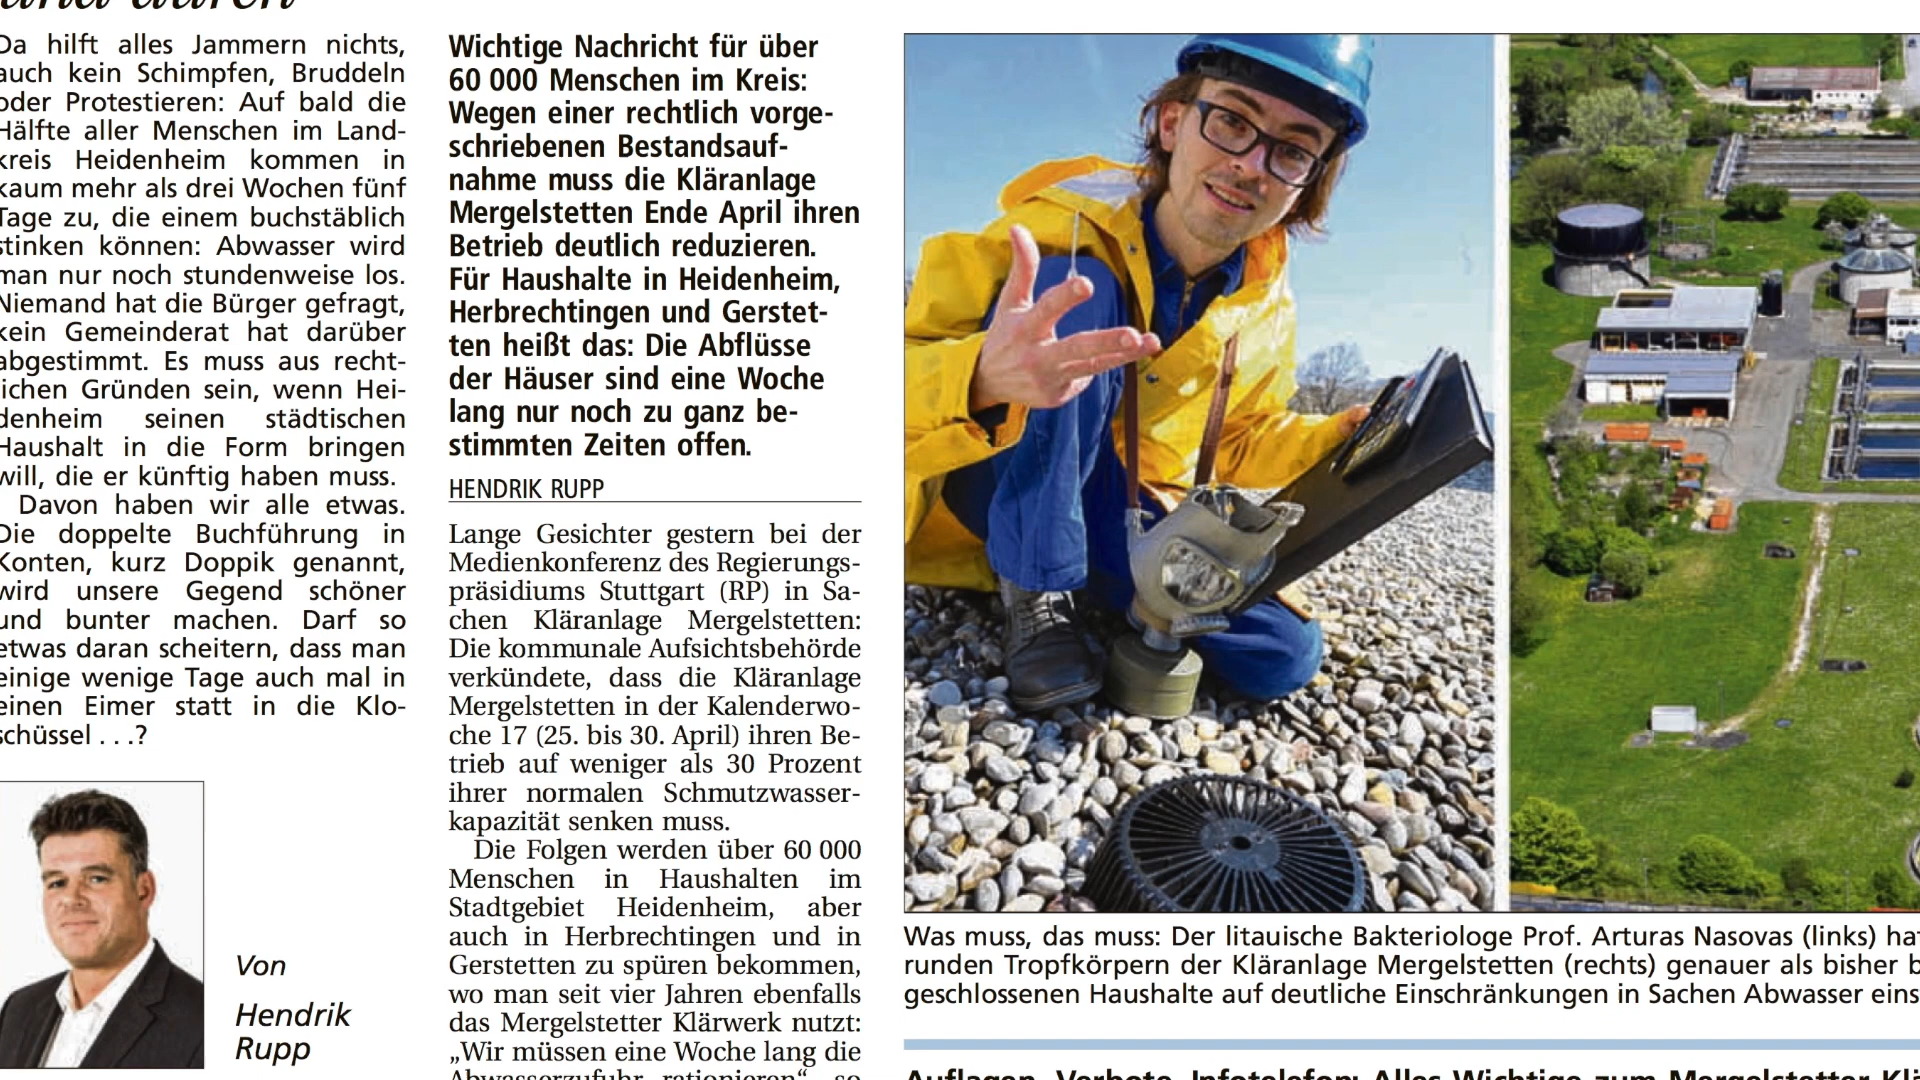 Da hilft alles Jammern nichts,
auch kein Schimpfen, Bruddeln
oder Protestieren: Auf bald die
Hälfte aller Menschen im Land-
kreis Heidenheim kommen in
kaum mehr als drei Wochen fünf
Tage zu, die einem buchstäblich
stinken können: Abwasser wird
man nur noch stundenweise los.
Niemand hat die Bürger gefragt,
kein Gemeinderat hat darüber
abgestimmt. Es muss aus recht-
lichen Gründen sein, wenn Hei-
denheim seinen städtischen
Haushalt in die Form bringen
will, die er künftig haben muss.
Davon haben wir alle etwas.
Die doppelte Buchführung in
Konten, kurz Doppik genannt,
wird unsere Gegend schöner
und bunter machen. Darf so
etwas daran scheitern, dass man
einige wenige Tage auch mal in
einen Eimer statt in die Klo-
schüssel . . .?
Von
Hendrik
Rupp
Wichtige Nachricht für über
60 000 Menschen im Kreis:
Wegen einer rechtlich vorge-
schriebenen Bestandsauf-
nahme muss die Kläranlage
Mergelstetten Ende April ihren
Betrieb deutlich reduzieren.
Für Haushalte in Heidenheim,
Herbrechtingen und Gerstet-
ten heißt das: Die Abflüsse
der Häuser sind eine Woche
lang nur noch zu ganz be-
stimmten Zeiten offen.
HENDRIK RUPP
Lange Gesichter gestern bei der
Medienkonferenz des Regierungs-
präsidiums Stuttgart (RP) in Sa-
chen Kläranlage Mergelstetten:
Die kommunale Aufsichtsbehörde
verkündete, dass die Kläranlage
Mergelstetten in der Kalenderwo-
che 17 (25. bis 30. April) ihren Be-
trieb auf weniger als 30 Prozent
ihrer normalen Schmutzwasser-
kapazität senken muss.
Die Folgen werden über 60 000
Menschen in Haushalten im
Stadtgebiet Heidenheim, aber
auch in Herbrechtingen und in
Gerstetten zu spüren bekommen,
wo man seit vier Jahren ebenfalls
das Mergelstetter Klärwerk nutzt:
„Wir müssen eine Woche lang die
Abwasserzufuhr rationieren“, so
Was muss, das muss: Der litauische Bakteriologe Prof. Arturas Nasovas (links) hat
runden Tropfkörpern der Kläranlage Mergelstetten (rechts) genauer als bisher
geschlossenen Haushalte auf deutliche Einschränkungen in Sachen Abwasser
Auflagen, Verbote, Infotelefon: Alles Wichtige zum Mergelstetter